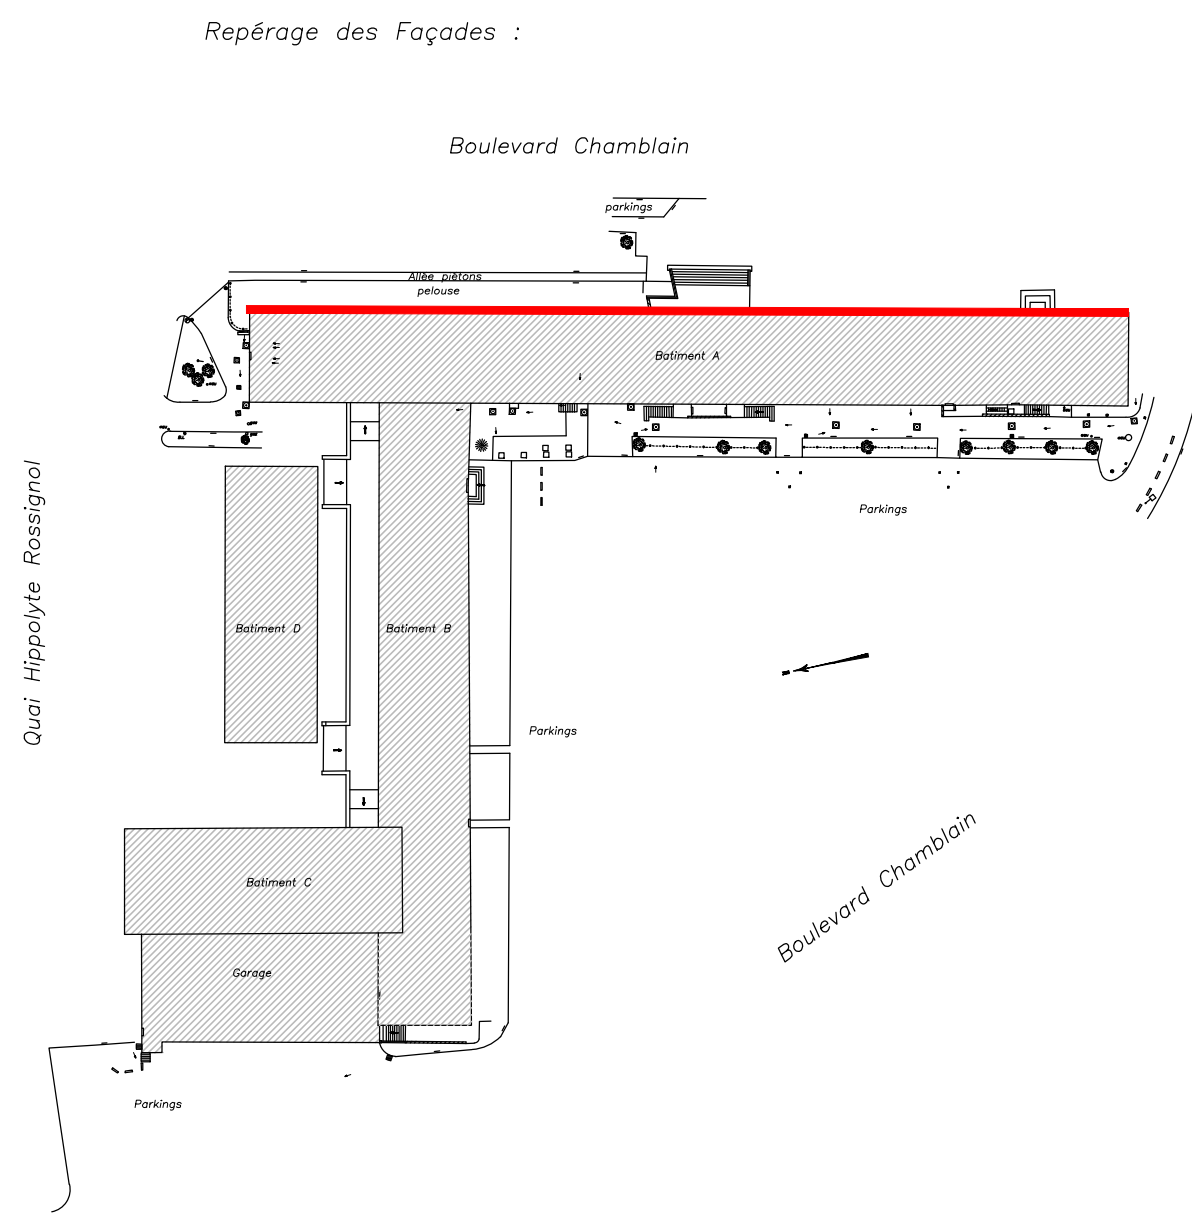 Repérage des Façades :
Boulevard Chamblain
parkings
Allée piétons
pelouse
Batiment A
Parkings
Quai Hippolyte Rossignol
Batiment D
Batiment B
Parkings
Boulevard Chamblain
Batiment C
Garage
Parkings